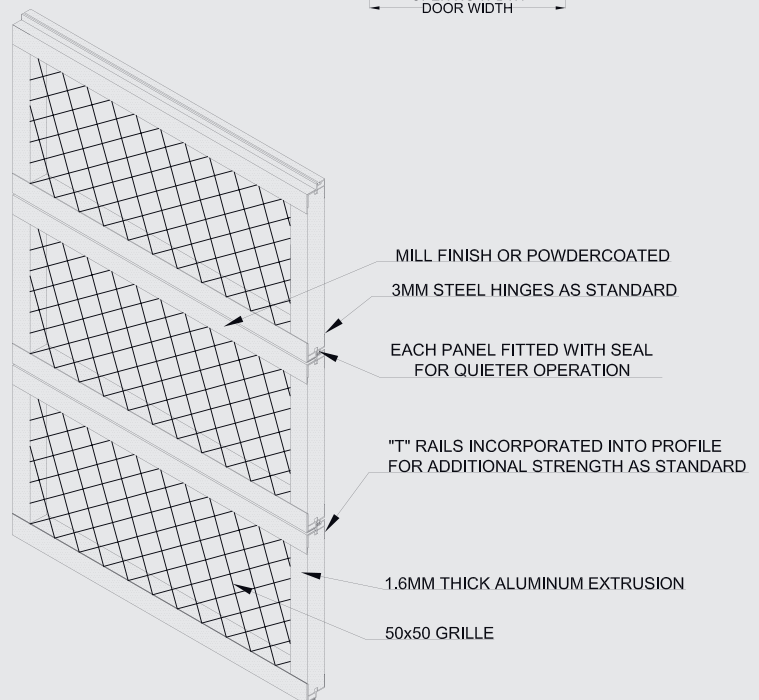 DOOR WIDTH
MILL FINISH OR POWDERCOATED
3MM STEEL HINGES AS STANDARD
EACH PANEL FITTED WITH SEAL
FOR QUIETER OPERATION
"T" RAILS INCORPORATED INTO PROFILE
FOR ADDITIONAL STRENGTH AS STANDARD
1.6MM THICK ALUMINUM EXTRUSION
50x50 GRILLE